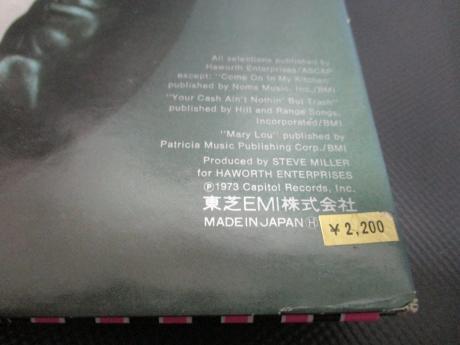 All selections published by
Haworth Enterprises/ASCAP
except: "Come On In My Kitchen"
published by Noma Music, Inc./BMI
"Your Cash Ain't Nothin' But Trash"
published by Hill and Range Songs,
Incorporated/BMI
"Mary Lou" published by
Patricia Music Publishing Corp./BMI
Produced by STEVE MILLER
for HAWORTH ENTERPRISES
Ⓟ1973 Capitol Records, Inc.
東芝EMI株式会社
MADE IN JAPAN Ⓗ
¥2,200